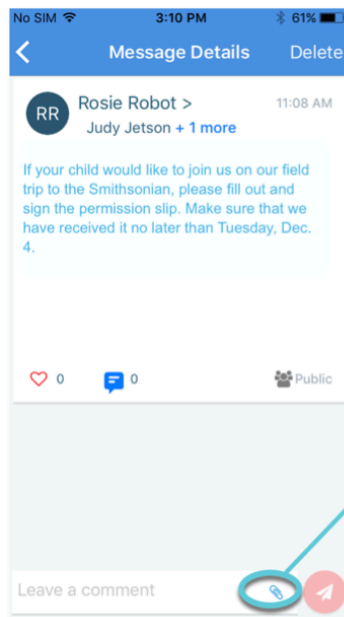 No SIM 3:10 PM 61%
Message Details Delete
RR Rosie Robot > 11:08 AM
Judy Jetson + 1 more
If your child would like to join us on our field
trip to the Smithsonian, please fill out and
sign the permission slip. Make sure that we
have received it no later than Tuesday, Dec.
4.
0 0 Public
Leave a comment